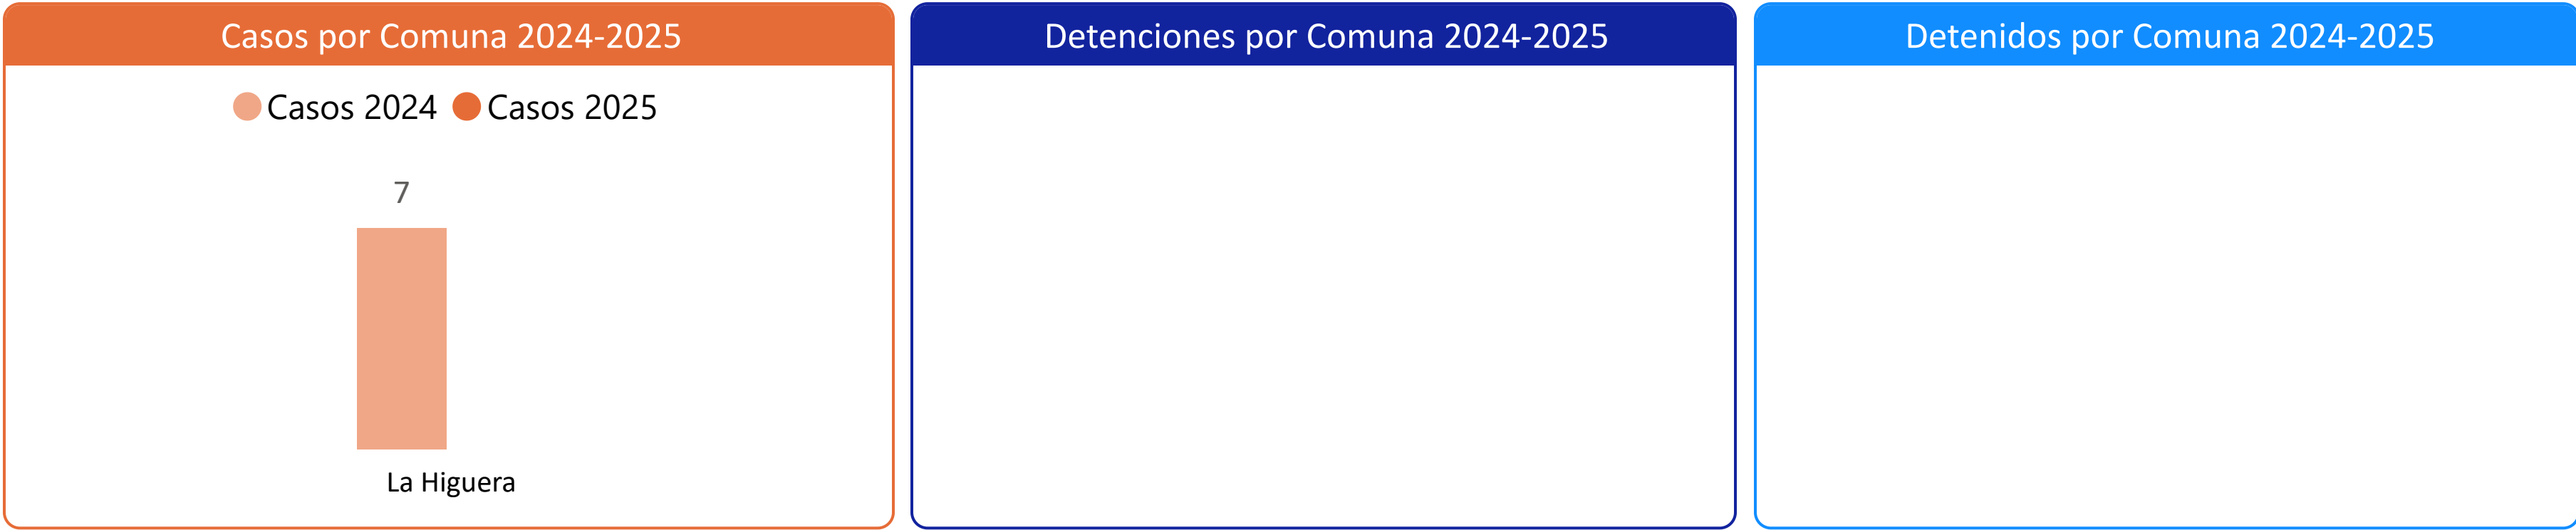 Casos por Comuna 2024-2025
Casos 2024 Casos 2025
7
La Higuera
Detenciones por Comuna 2024-2025
Detenidos por Comuna 2024-2025